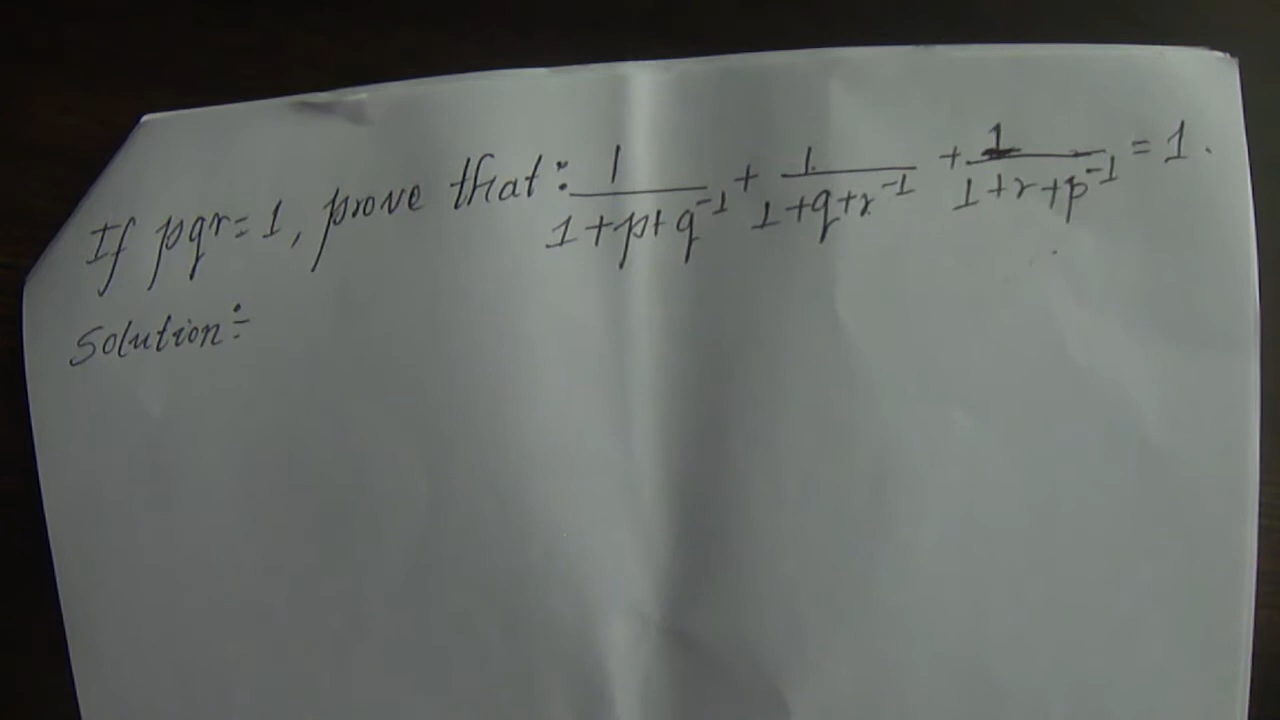 If pqr=1, prove that: 1/(1+p+q⁻¹) + 1/(1+q+r⁻¹) + 1/(1+r+p⁻¹) = 1.
Solution:-